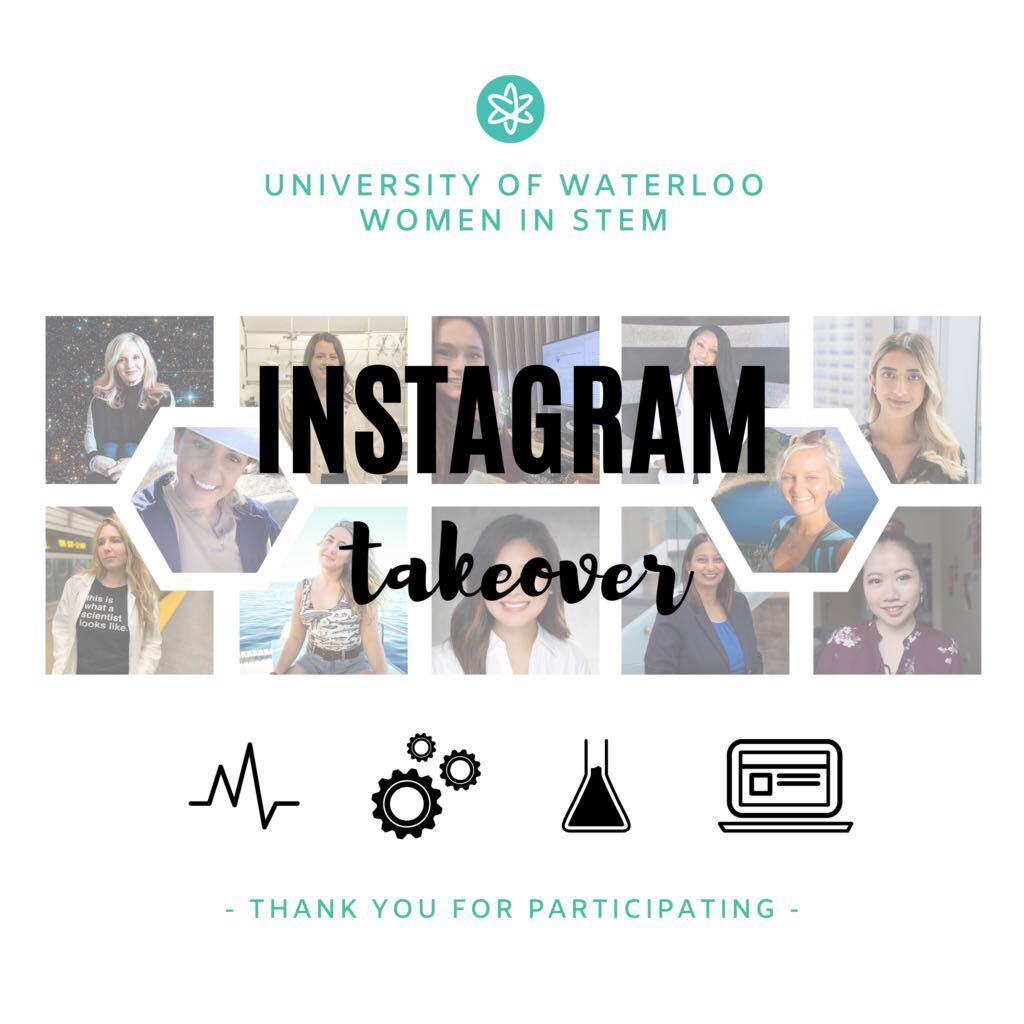 UNIVERSITY OF WATERLOO
WOMEN IN STEM
INSTAGRAM
takeover
this is
what a
scientist
looks like.
- THANK YOU FOR PARTICIPATING -